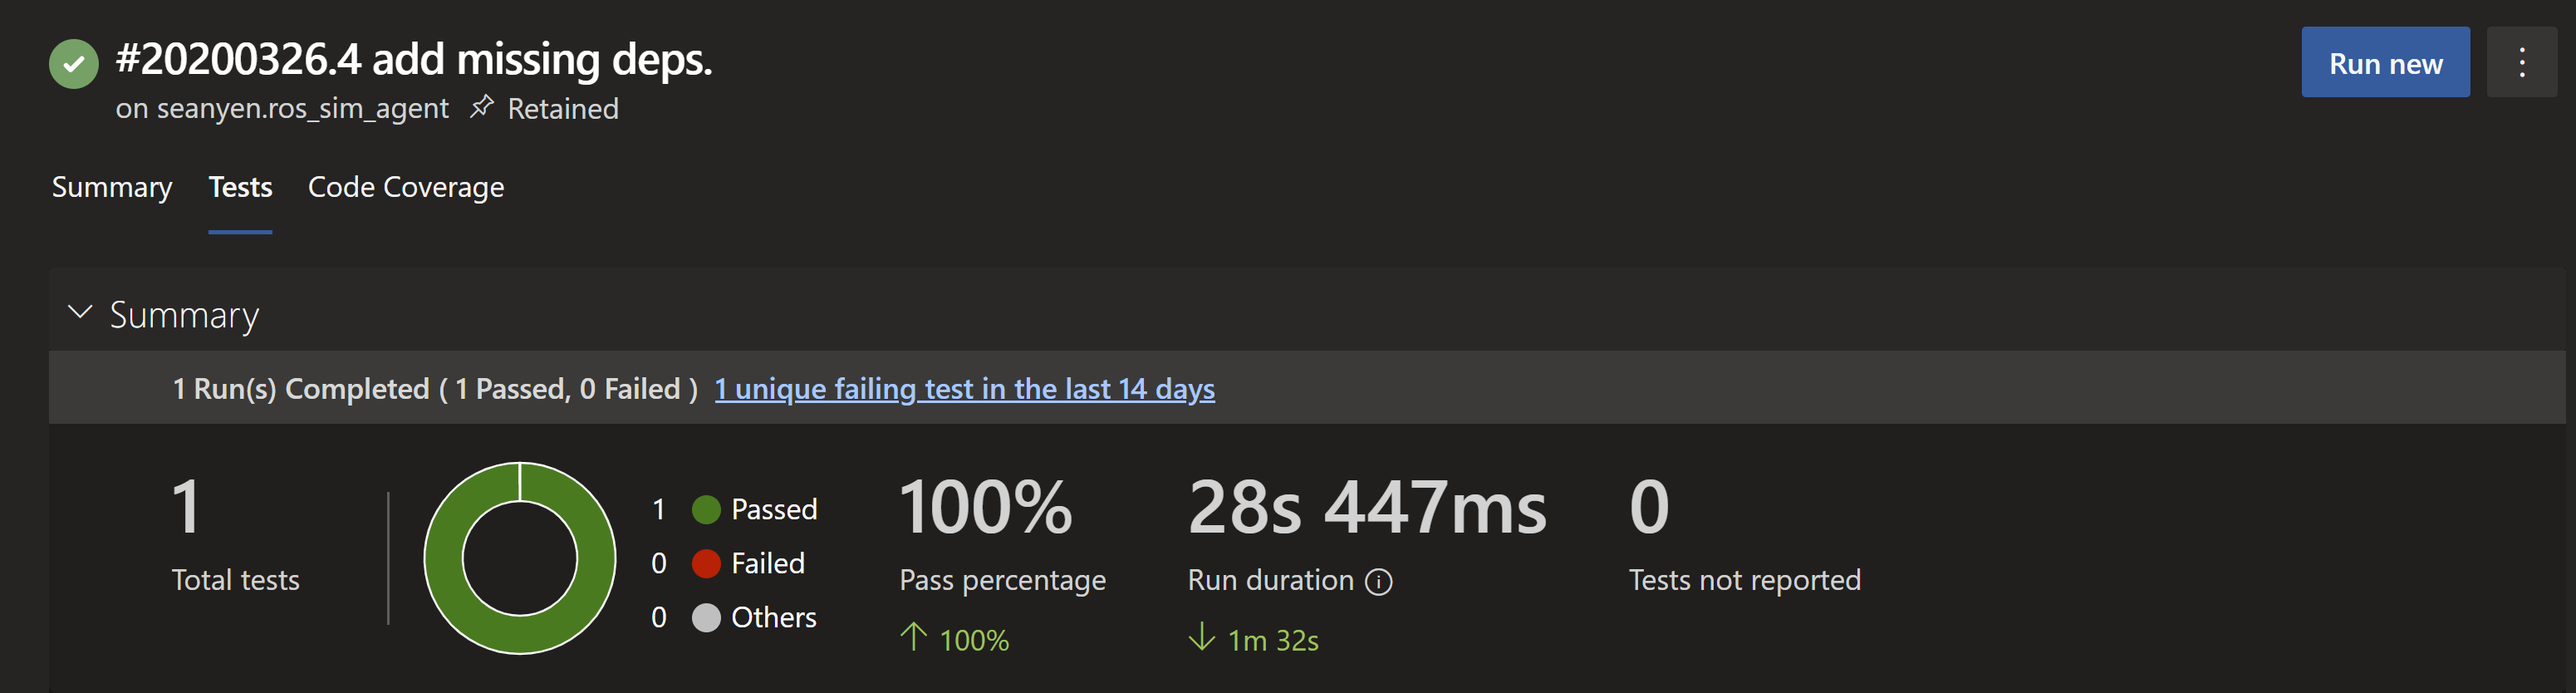 #20200326.4 add missing deps.
Run new
on seanyen.ros_sim_agent Retained
Summary Tests Code Coverage
Summary
1 Run(s) Completed ( 1 Passed, 0 Failed ) 1 unique failing test in the last 14 days
1
Total tests
1 Passed
0 Failed
0 Others
100%
Pass percentage
100%
28s 447ms
Run duration
1m 32s
0
Tests not reported